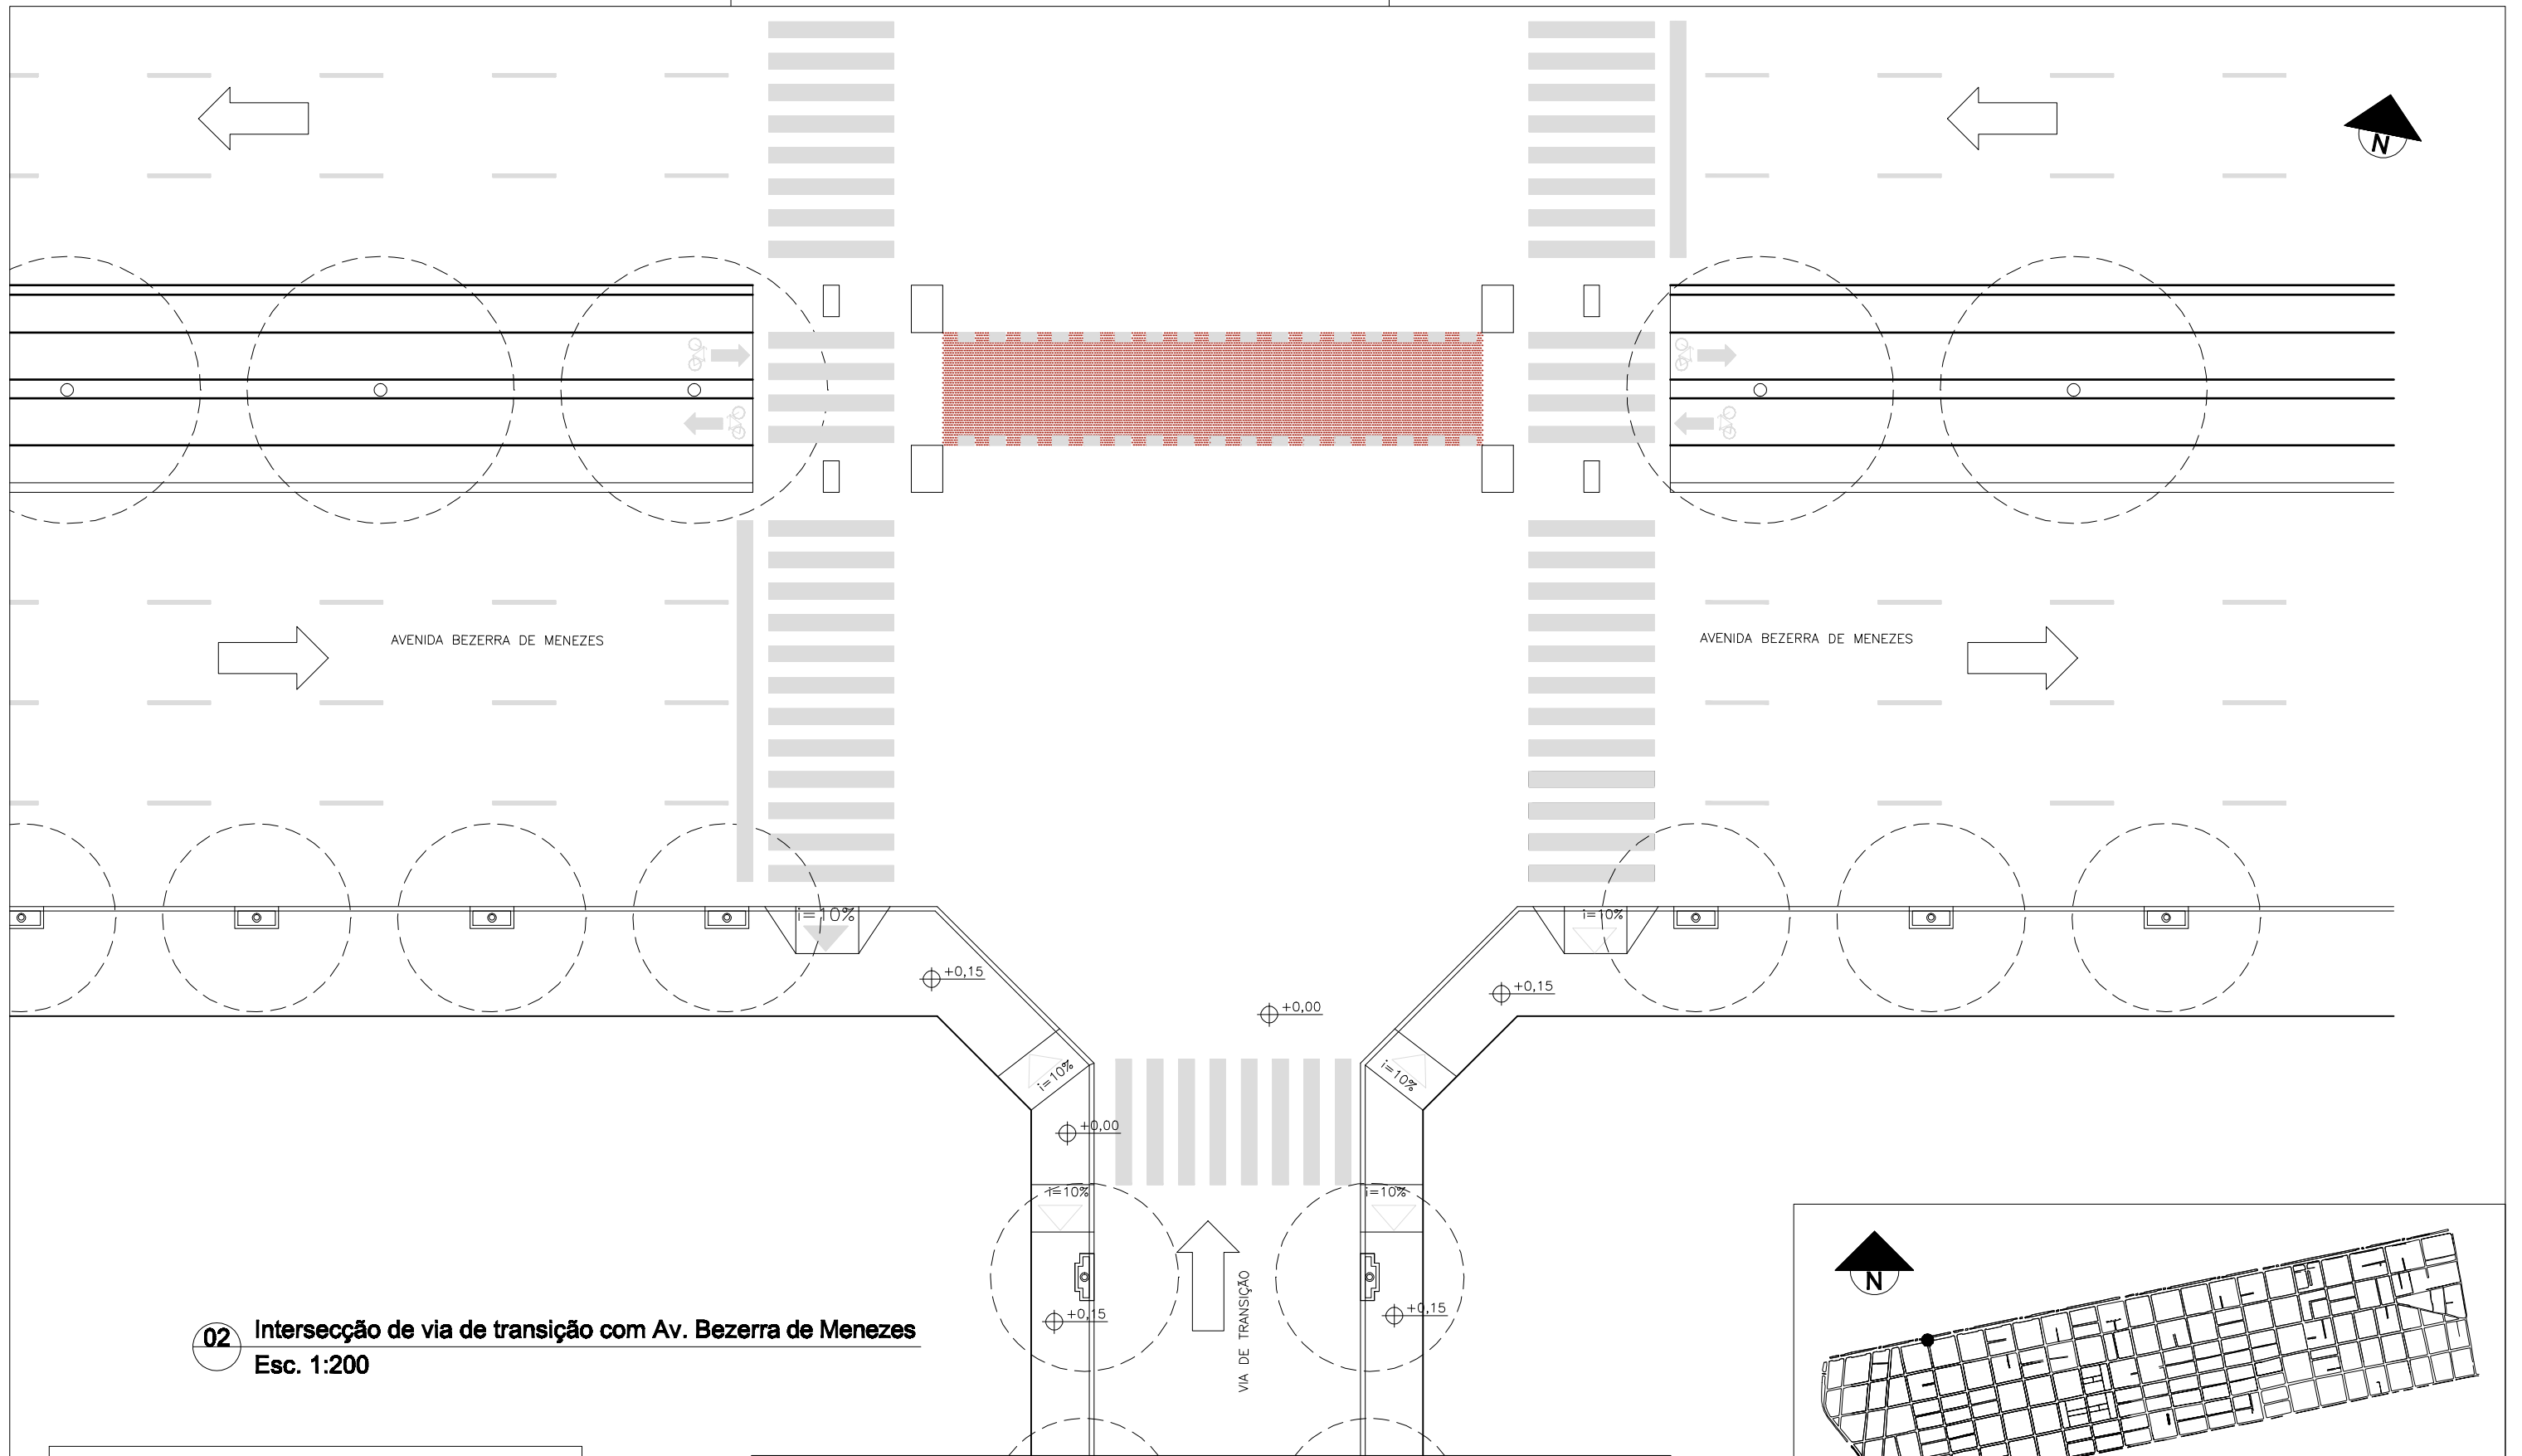 N
AVENIDA BEZERRA DE MENEZES
AVENIDA BEZERRA DE MENEZES
i=10%
i=10%
+0,15
+0,15
+0,00
i=10%
i=10%
+0,00
i=10%
i=10%
N
+0,15
+0,15
VIA DE TRANSIÇÃO
02
Intersecção de via de transição com Av. Bezerra de Menezes
Esc. 1:200